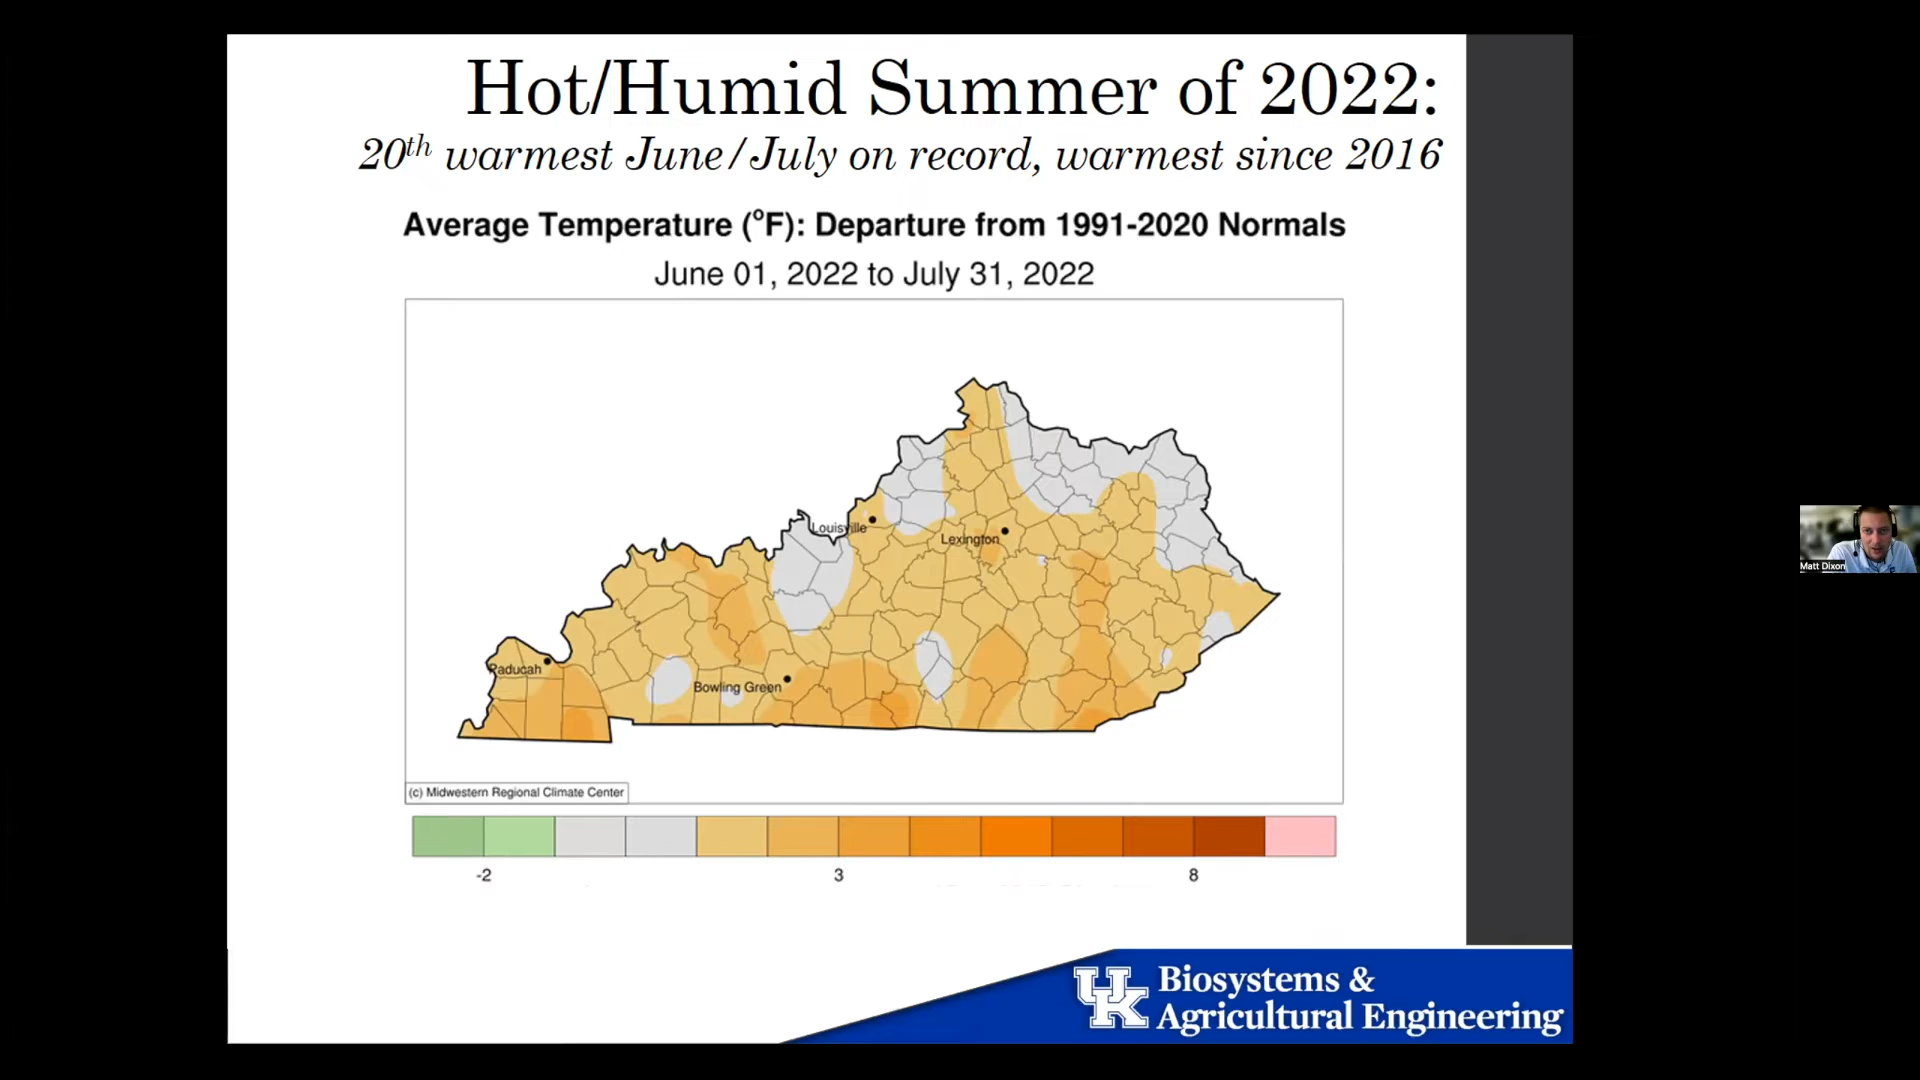 Hot/Humid Summer of 2022:
20th warmest June/July on record, warmest since 2016
Average Temperature (°F): Departure from 1991-2020 Normals
June 01, 2022 to July 31, 2022
Louisville
Lexington
Paducah
Bowling Green
(c) Midwestern Regional Climate Center
-2 3 8
UK Biosystems &
Agricultural Engineering
Matt Dixon